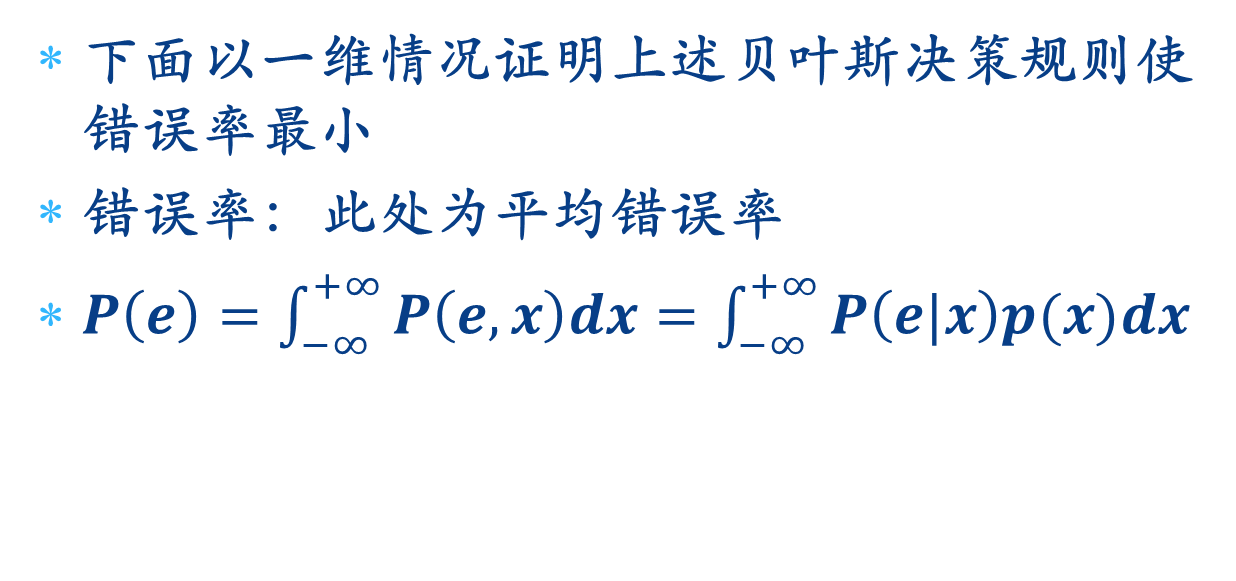 * 下面以一维情况证明上述贝叶斯决策规则使
错误率最小
* 错误率： 此处为平均错误率
* P(e) = ∫_{-∞}^{+∞} P(e, x)dx = ∫_{-∞}^{+∞} P(e|x)p(x)dx